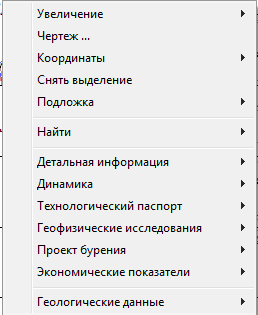 Увеличение
Чертеж ...
Координаты
Снять выделение
Подложка
Найти
Детальная информация
Динамика
Технологический паспорт
Геофизические исследования
Проект бурения
Экономические показатели
Геологические данные